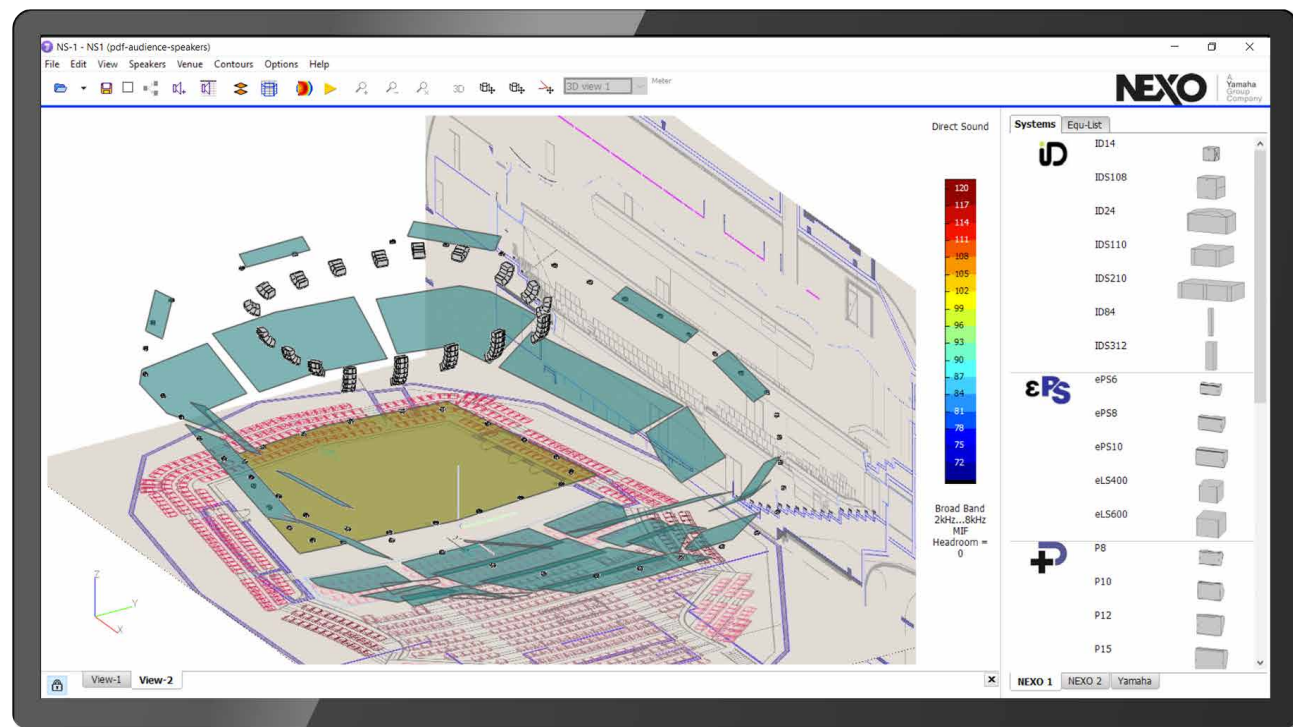 NS-1 - NS1 (pdf-audience-speakers)
File Edit View Speakers Venue Contours Options Help
3D
3D view 1
Meter
NEXO
A
Yamaha
Group
Company
Direct Sound
120
117
114
111
108
105
102
99
96
93
90
87
84
81
78
75
72
Broad Band
2kHz...8kHz
MIF
Headroom =
0
Systems Equ-List
iD
ID14
IDS108
ID24
IDS110
IDS210
ID84
IDS312
εPS
ePS6
ePS8
ePS10
eLS400
eLS600
P+
P8
P10
P12
P15
Z
Y
X
View-1 View-2
NEXO 1 NEXO 2 Yamaha